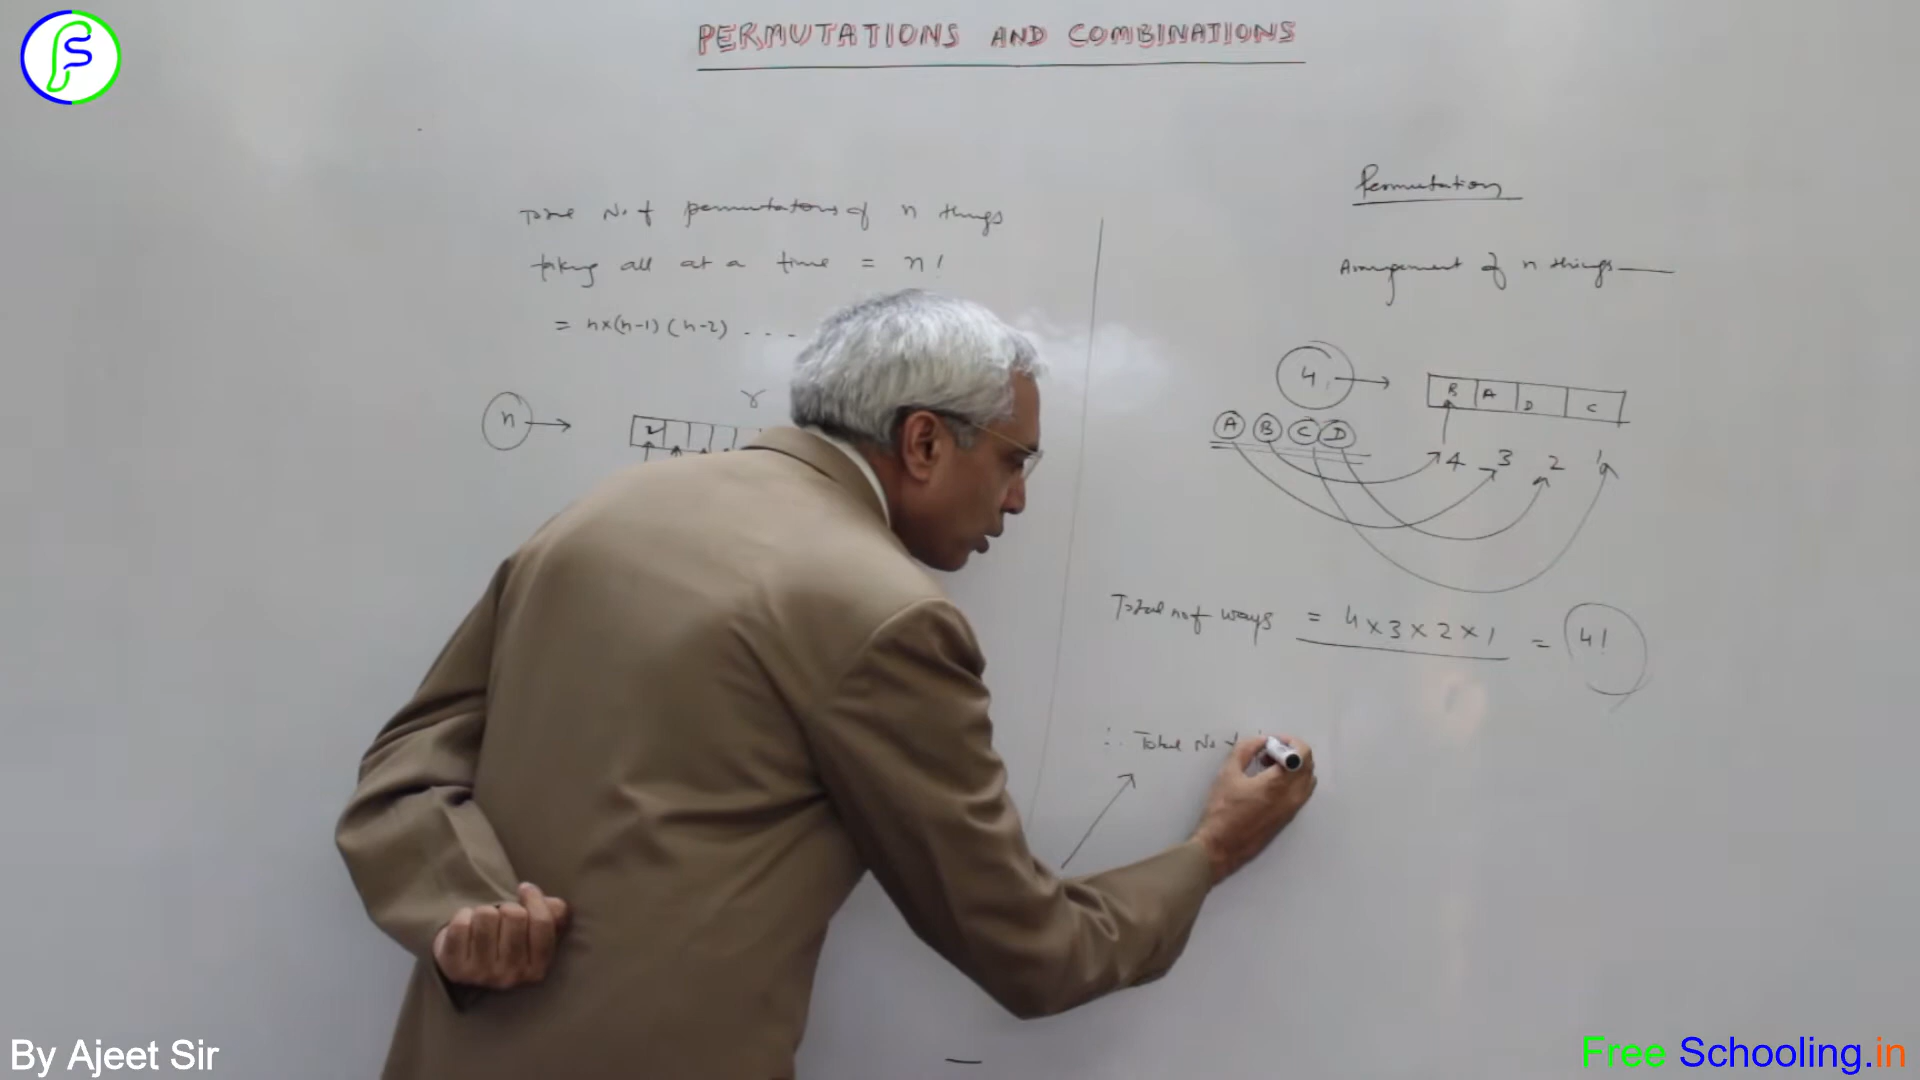 PERMUTATIONS AND COMBINATIONS
Total No of permutations of n things
taking all at a time = n!
= n×(n-1) (n-2) ....
r
n →
Permutation
Arrangement of n things
4 →
B A D C
A B C D
4 3 2 1
Total no of ways = 4 × 3 × 2 × 1 = 4!
∴ Total No of
By Ajeet Sir
Free Schooling.in